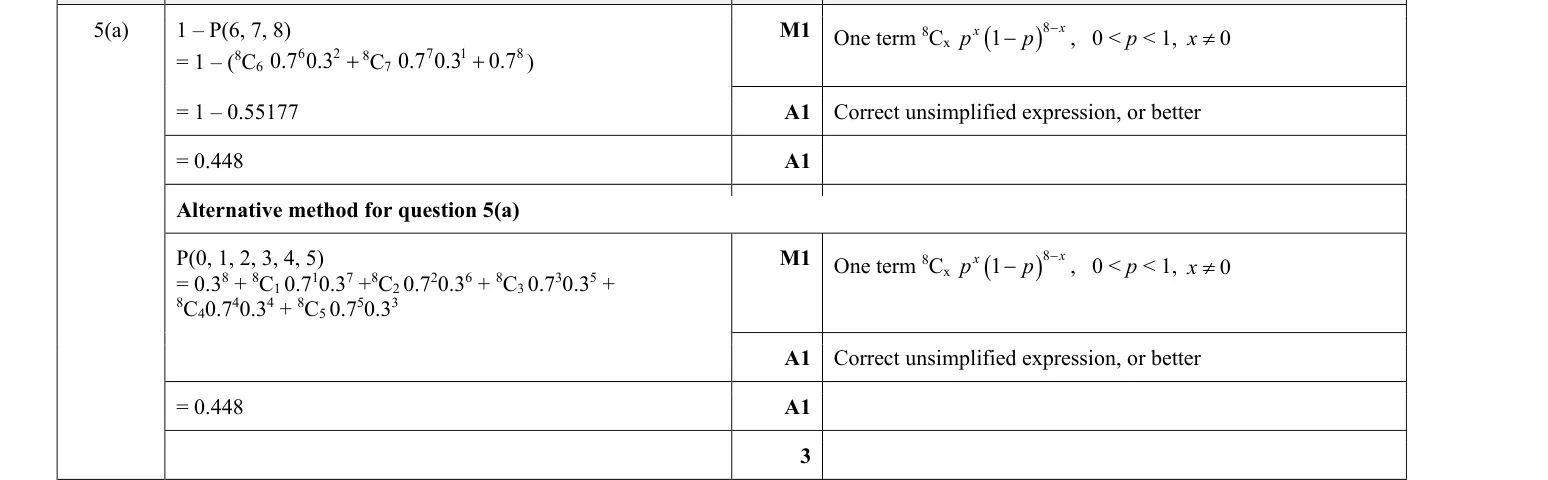 5(a) 1 – P(6, 7, 8) M1 One term ⁸Cₓ pˣ(1 − p)⁸⁻ˣ, 0 < p < 1, x ≠ 0
= 1 – (⁸C₆ 0.7⁶0.3² + ⁸C₇ 0.7⁷0.3¹ + 0.7⁸)
= 1 – 0.55177 A1 Correct unsimplified expression, or better
= 0.448 A1
Alternative method for question 5(a)
P(0, 1, 2, 3, 4, 5) M1 One term ⁸Cₓ pˣ(1 − p)⁸⁻ˣ, 0 < p < 1, x ≠ 0
= 0.3⁸ + ⁸C₁ 0.7¹0.3⁷ +⁸C₂ 0.7²0.3⁶ + ⁸C₃ 0.7³0.3⁵ +
⁸C₄0.7⁴0.3⁴ + ⁸C₅ 0.7⁵0.3³
A1 Correct unsimplified expression, or better
= 0.448 A1
3